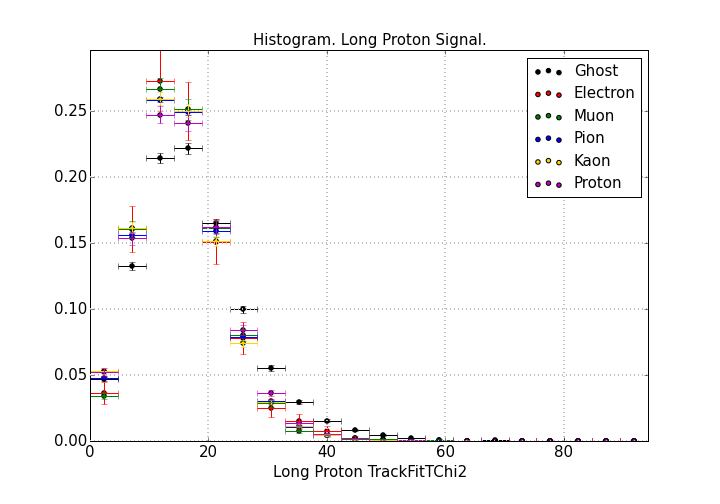 Histogram. Long Proton Signal.
Ghost
Electron
Muon
Pion
Kaon
Proton
0.25
0.20
0.15
0.10
0.05
0.00
0 20 40 60 80
Long Proton TrackFitTChi2